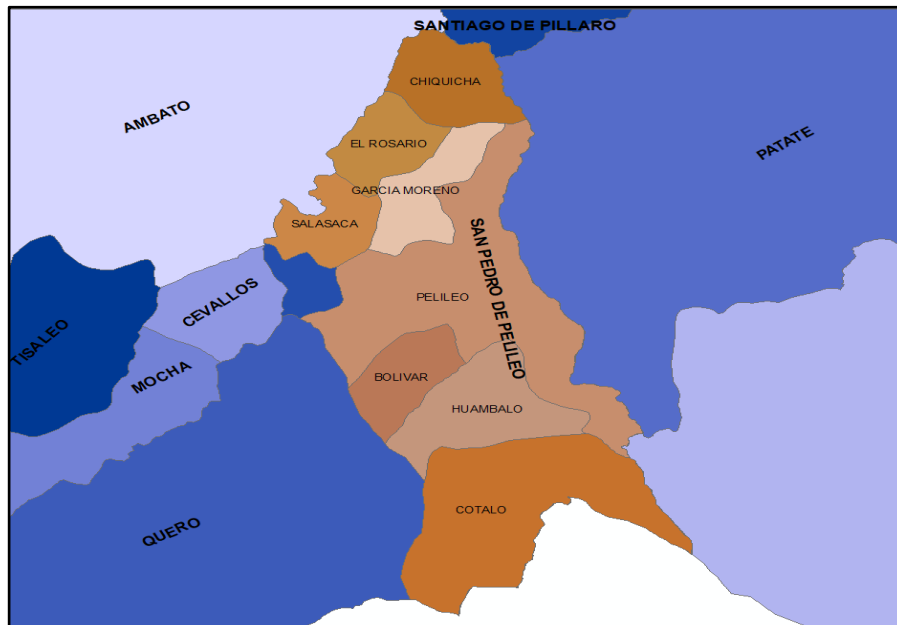 SANTIAGO DE PILLARO
CHIQUICHA
AMBATO
EL ROSARIO
PATATE
GARCIA MORENO
SALASACA
SAN PEDRO DE PELILEO
CEVALLOS
PELILEO
TISALEO
MOCHA
BOLIVAR
HUAMBALO
COTALO
QUERO